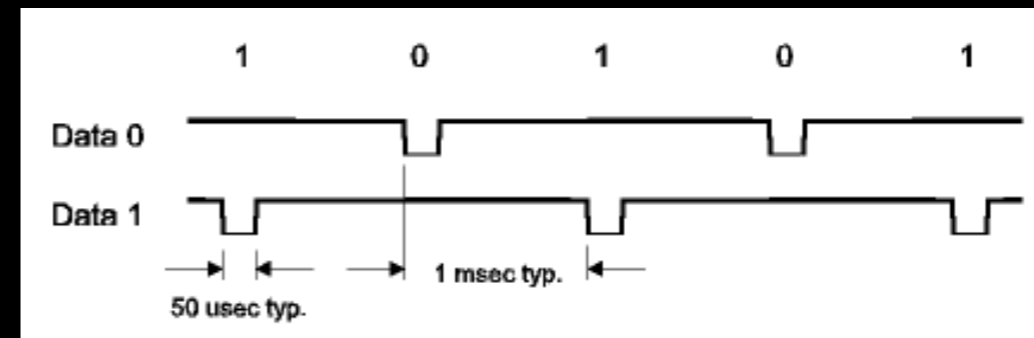 1 0 1 0 1
Data 0
Data 1
1 msec typ.
50 usec typ.